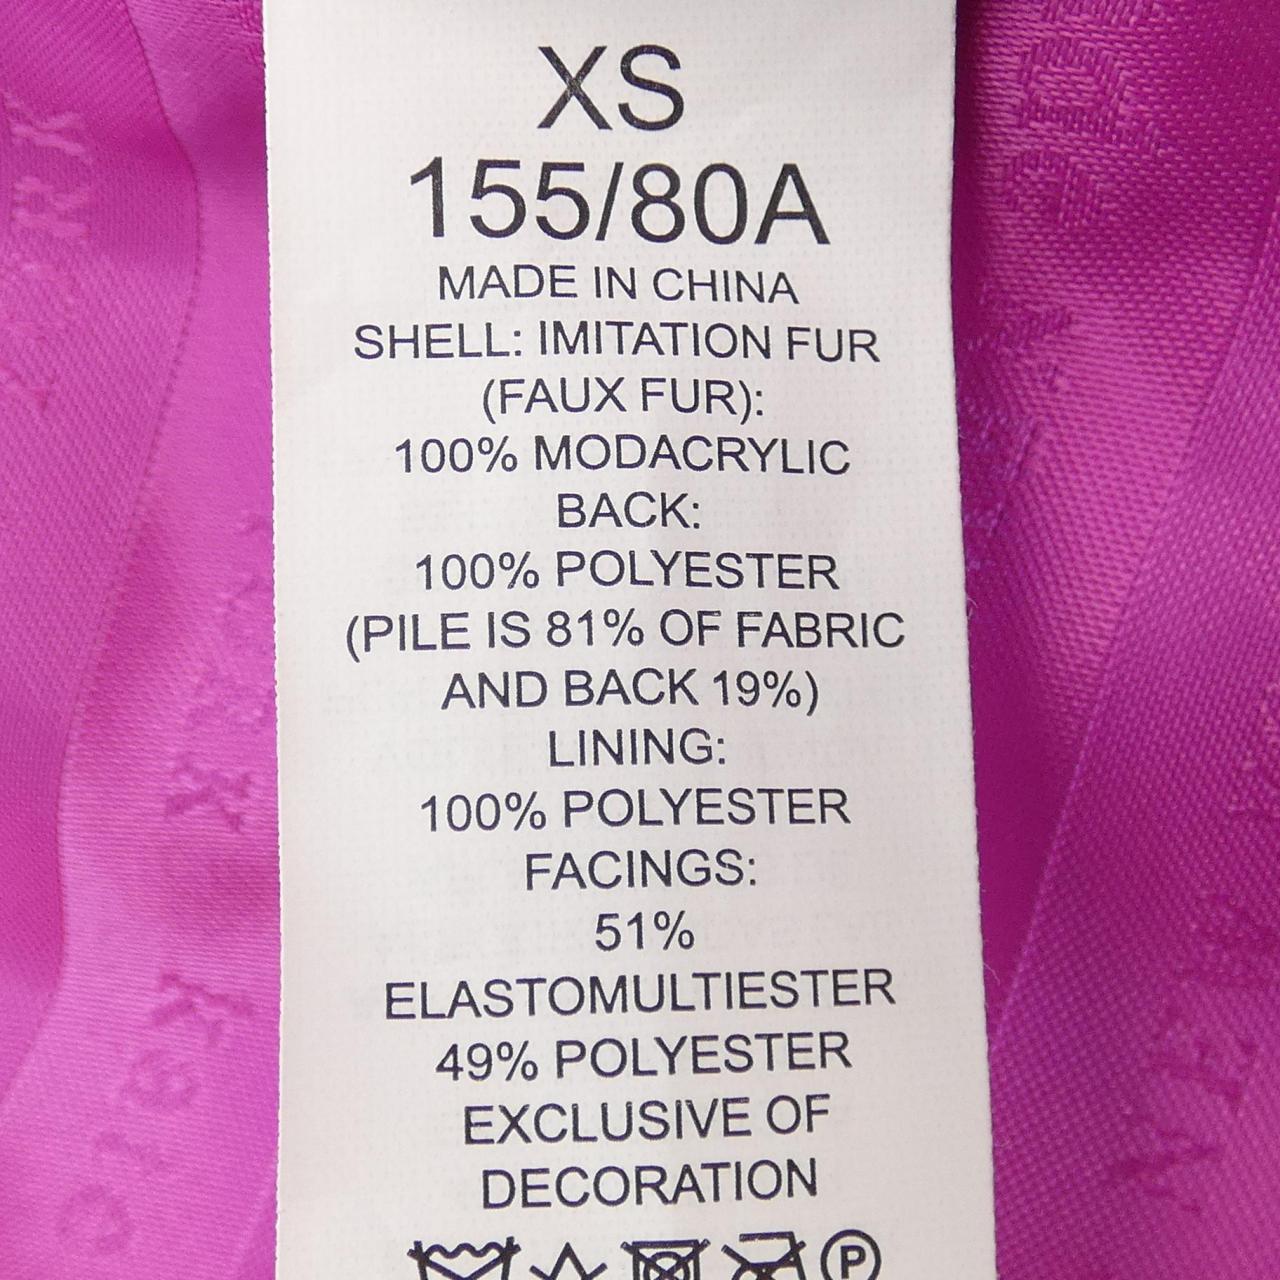 XS
155/80A
MADE IN CHINA
SHELL: IMITATION FUR
(FAUX FUR):
100% MODACRYLIC
BACK:
100% POLYESTER
(PILE IS 81% OF FABRIC
AND BACK 19%)
LINING:
100% POLYESTER
FACINGS:
51%
ELASTOMULTIESTER
49% POLYESTER
EXCLUSIVE OF
DECORATION
P